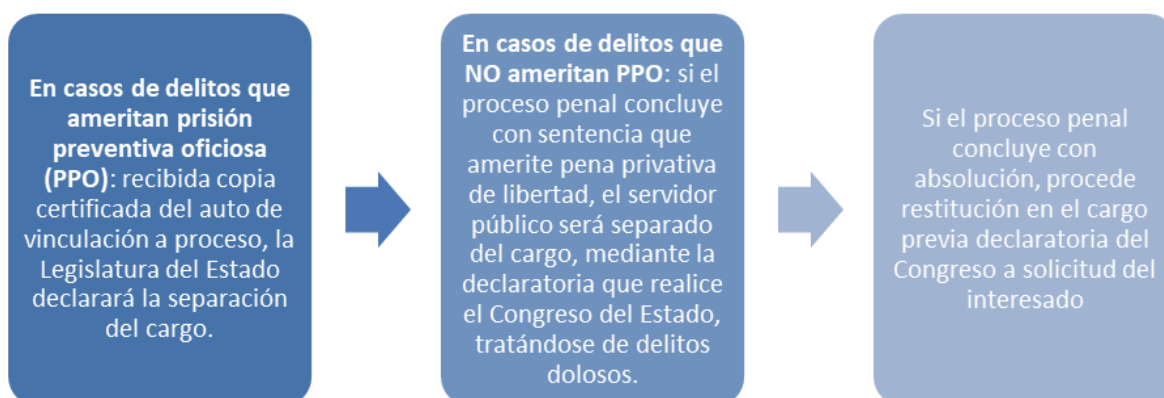 En casos de delitos que
ameritan prisión
preventiva oficiosa
(PPO): recibida copia
certificada del auto de
vinculación a proceso, la
Legislatura del Estado
declarará la separación
del cargo.
En casos de delitos que
NO ameritan PPO: si el
proceso penal concluye
con sentencia que
amerite pena privativa
de libertad, el servidor
público será separado
del cargo, mediante la
declaratoria que realice
el Congreso del Estado,
tratándose de delitos
dolosos.
Si el proceso penal
concluye con
absolución, procede
restitución en el cargo
previa declaratoria del
Congreso a solicitud del
interesado